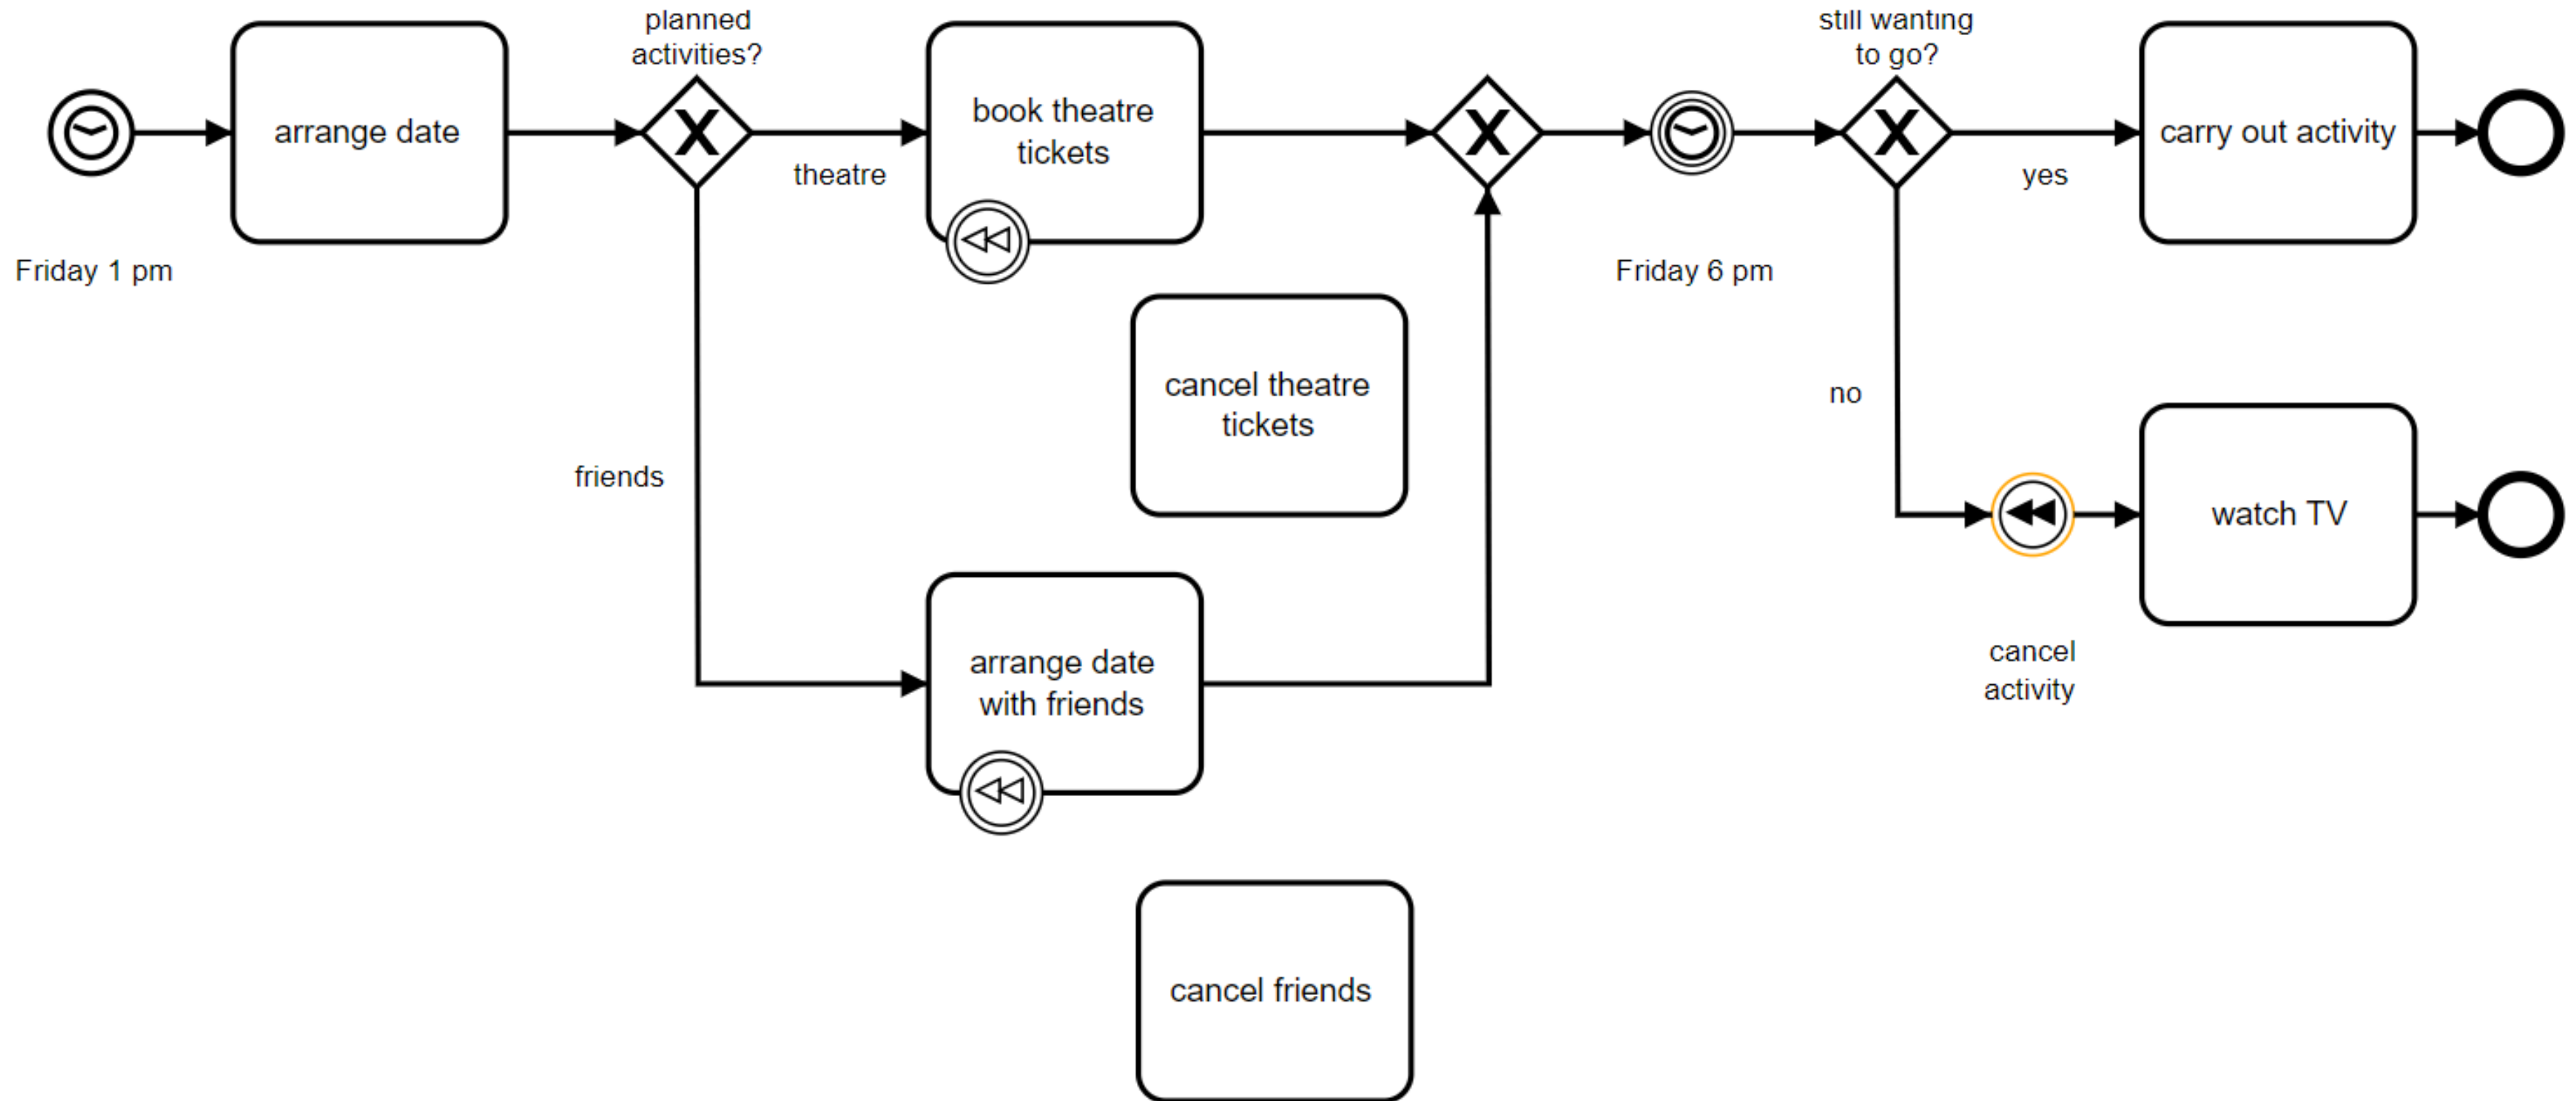 planned
activities?
still wanting
to go?
arrange date
book theatre
tickets
carry out activity
theatre
yes
Friday 1 pm
Friday 6 pm
cancel theatre
tickets
no
friends
watch TV
arrange date
with friends
cancel
activity
cancel friends